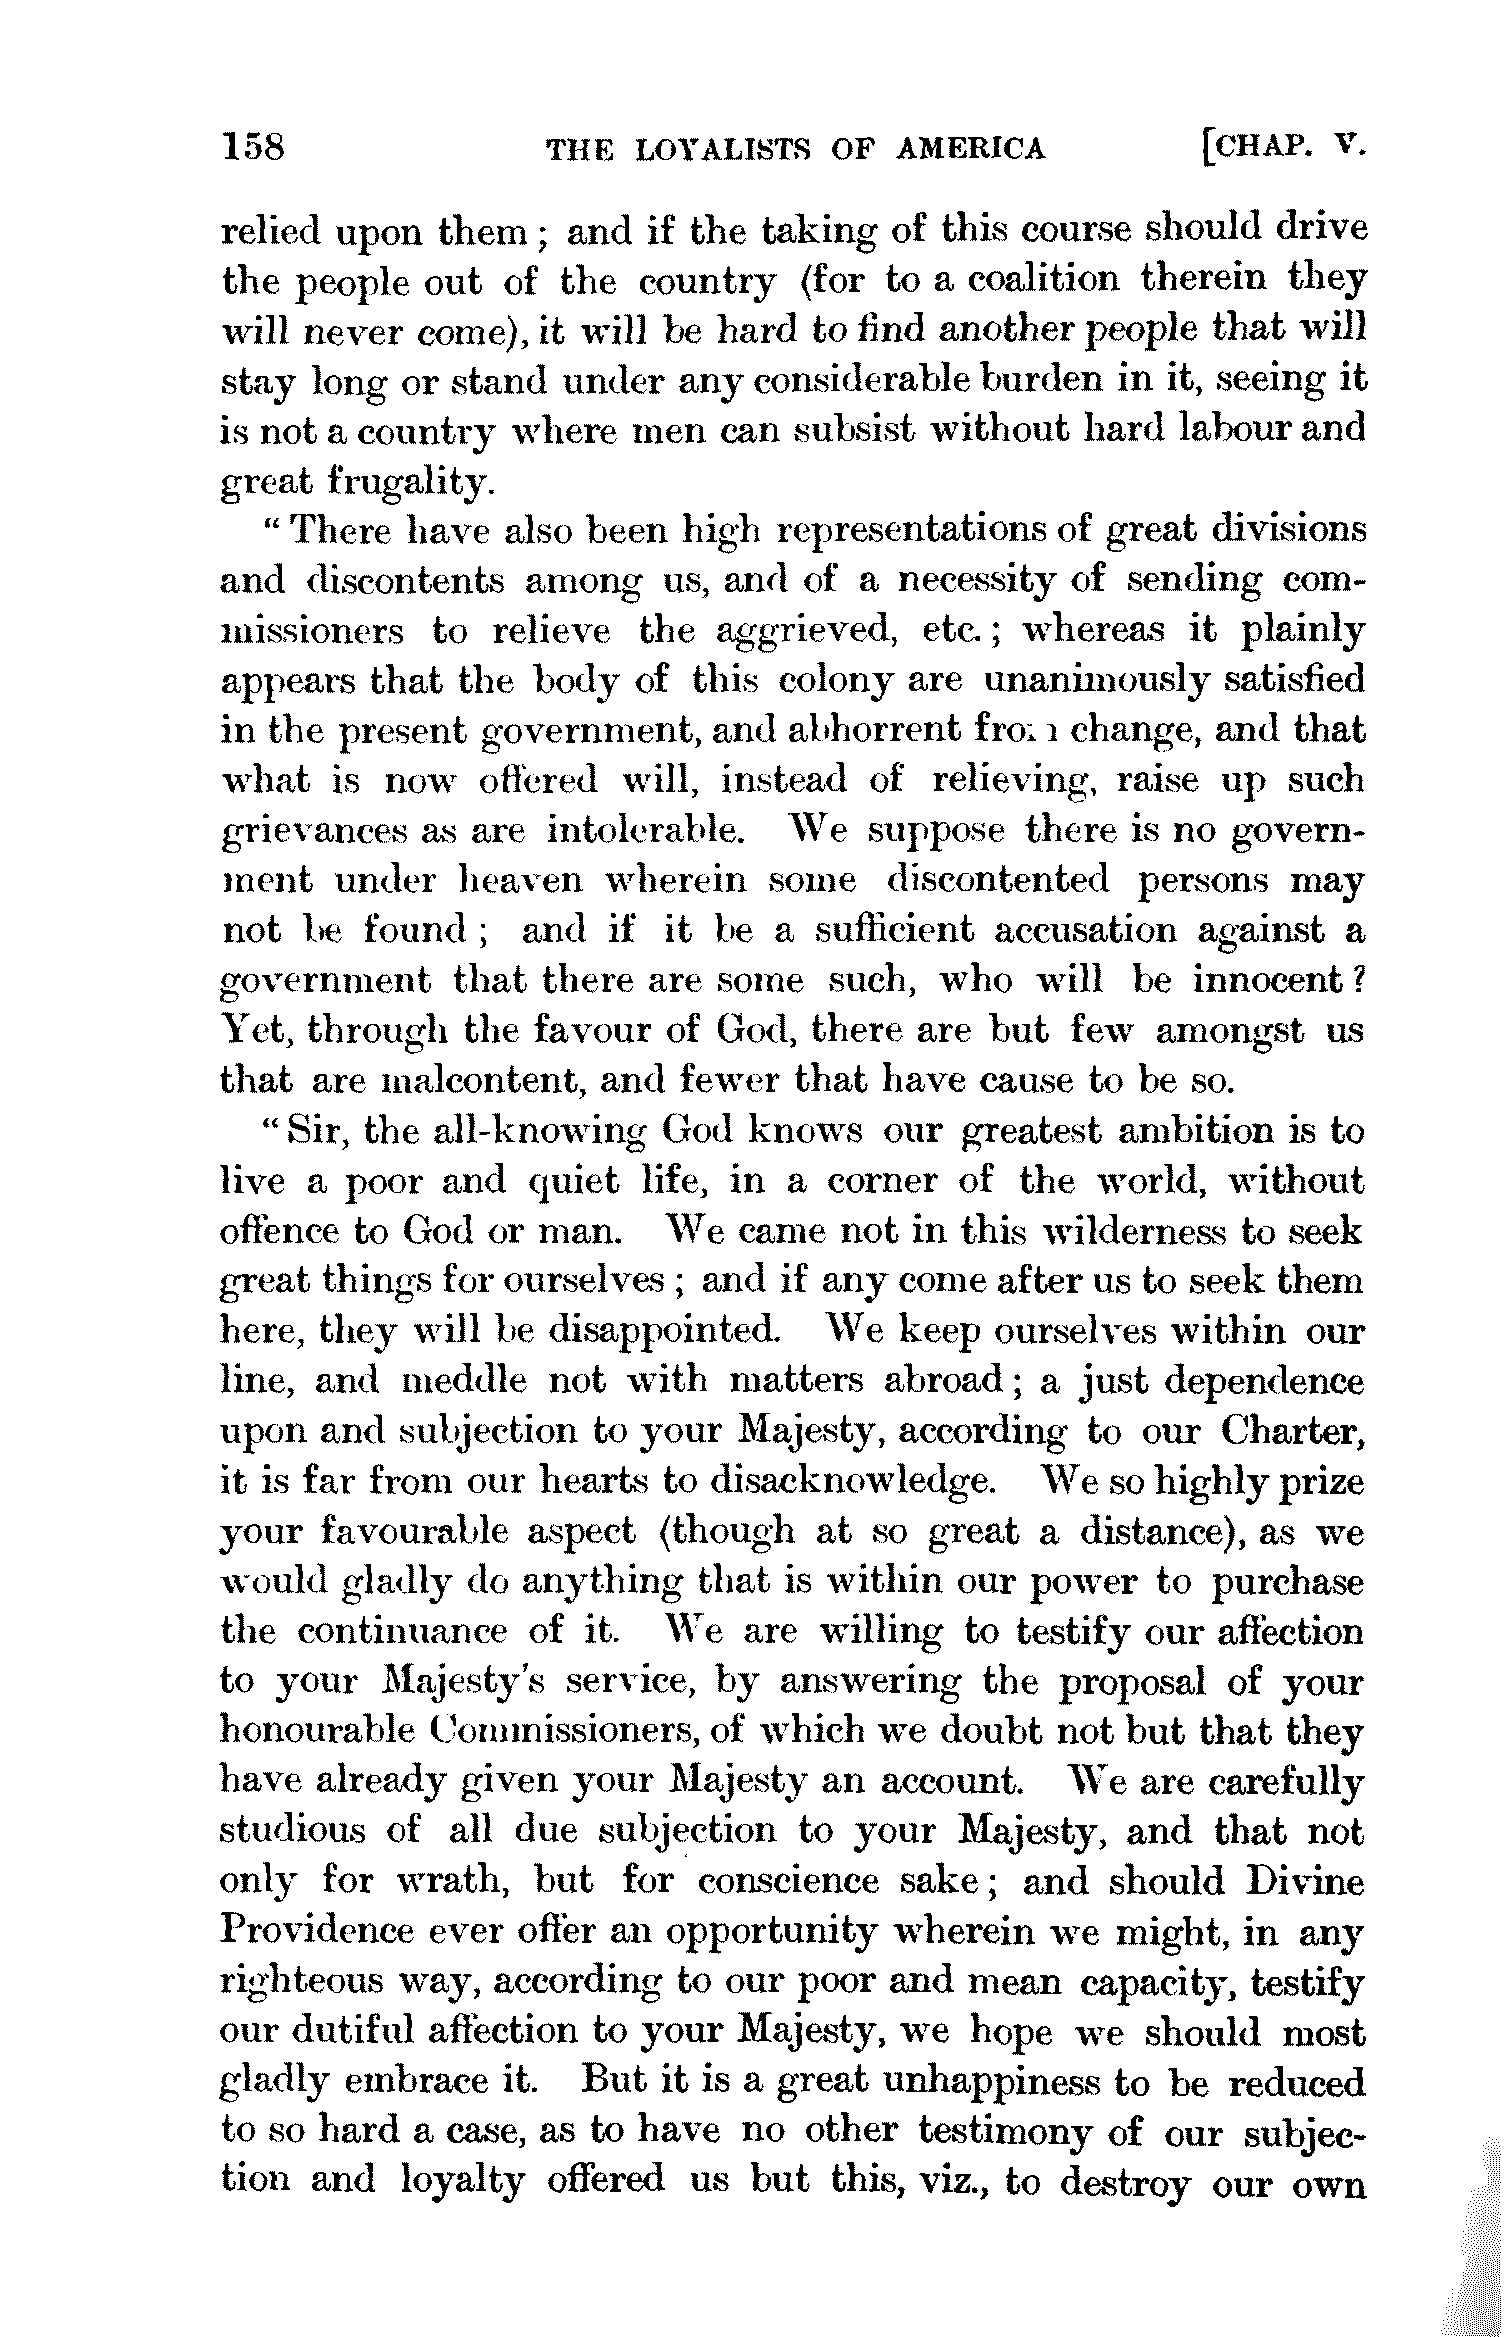 158 THE LOYALISTS OF AMERICA [CHAP. V.
relied upon them; and if the taking of this course should drive
the people out of the country (for to a coalition therein they
will never come), it will be hard to find another people that will
stay long or stand under any considerable burden in it, seeing it
is not a country where men can subsist without hard labour and
great frugality.
"There have also been high representations of great divisions
and discontents among us, and of a necessity of sending com-
missioners to relieve the aggrieved, etc.; whereas it plainly
appears that the body of this colony are unanimously satisfied
in the present government, and abhorrent from change, and that
what is now offered will, instead of relieving, raise up such
grievances as are intolerable. We suppose there is no govern-
ment under heaven wherein some discontented persons may
not be found; and if it be a sufficient accusation against a
government that there are some such, who will be innocent?
Yet, through the favour of God, there are but few amongst us
that are malcontent, and fewer that have cause to be so.
"Sir, the all-knowing God knows our greatest ambition is to
live a poor and quiet life, in a corner of the world, without
offence to God or man. We came not in this wilderness to seek
great things for ourselves; and if any come after us to seek them
here, they will be disappointed. We keep ourselves within our
line, and meddle not with matters abroad; a just dependence
upon and subjection to your Majesty, according to our Charter,
it is far from our hearts to disacknowledge. We so highly prize
your favourable aspect (though at so great a distance), as we
would gladly do anything that is within our power to purchase
the continuance of it. We are willing to testify our affection
to your Majesty's service, by answering the proposal of your
honourable Commissioners, of which we doubt not but that they
have already given your Majesty an account. We are carefully
studious of all due subjection to your Majesty, and that not
only for wrath, but for conscience sake; and should Divine
Providence ever offer an opportunity wherein we might, in any
righteous way, according to our poor and mean capacity, testify
our dutiful affection to your Majesty, we hope we should most
gladly embrace it. But it is a great unhappiness to be reduced
to so hard a case, as to have no other testimony of our subjec-
tion and loyalty offered us but this, viz., to destroy our own